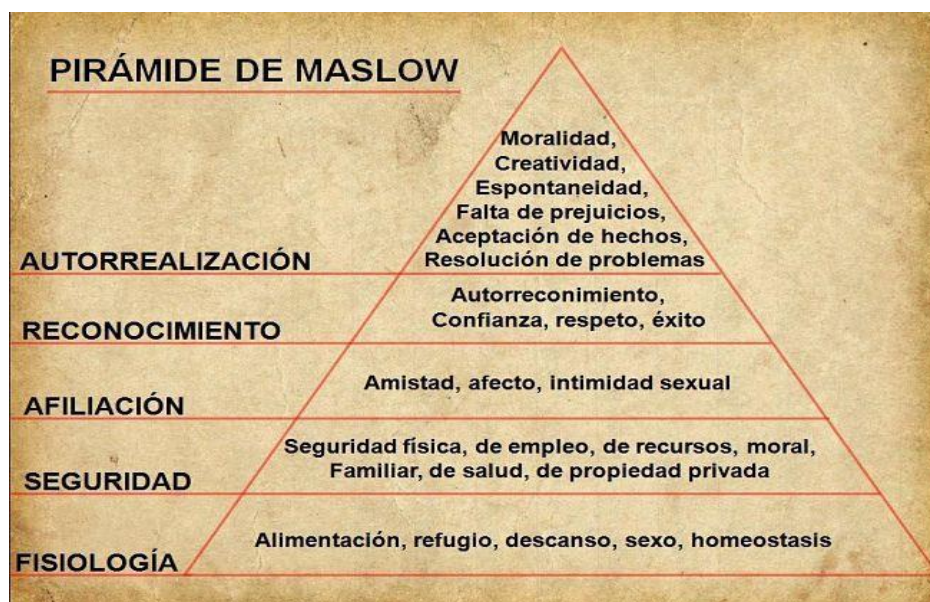 PIRÁMIDE DE MASLOW
Moralidad,
Creatividad,
Espontaneidad,
Falta de prejuicios,
Aceptación de hechos,
Resolución de problemas
AUTORREALIZACIÓN
Autorreconimiento,
Confianza, respeto, éxito
RECONOCIMIENTO
Amistad, afecto, intimidad sexual
AFILIACIÓN
Seguridad física, de empleo, de recursos, moral,
Familiar, de salud, de propiedad privada
SEGURIDAD
Alimentación, refugio, descanso, sexo, homeostasis
FISIOLOGÍA